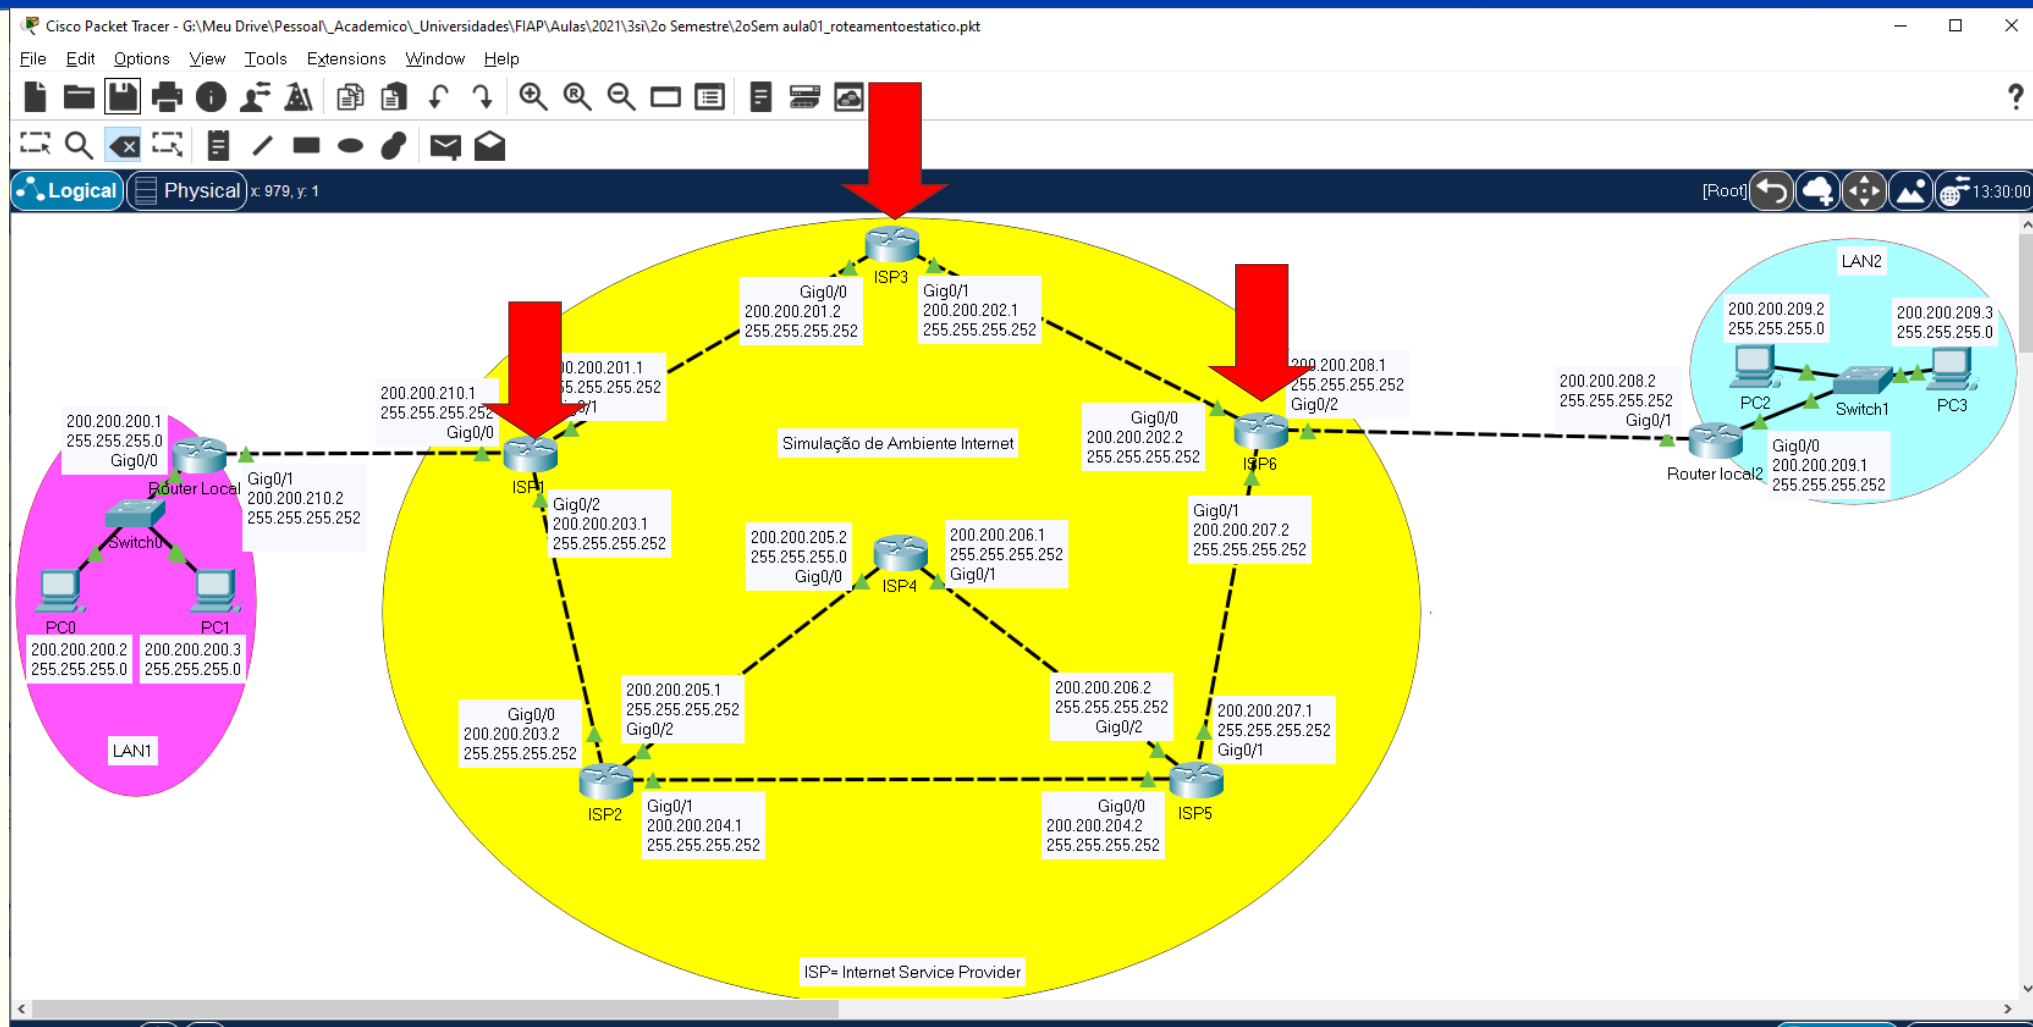 Cisco Packet Tracer - G:\Meu Drive\Pessoal\_Academico\_Universidades\FIAP\Aulas\2021\3si\2o Semestre\2oSem aula01_roteamentoestatico.pkt
File Edit Options View Tools Extensions Window Help
?
Logical Physical x: 979, y: 1 [Root] 13:30:00
ISP3
Gig0/0
200.200.201.2
255.255.255.252
Gig0/1
200.200.202.1
255.255.255.252
LAN2
200.200.209.2
255.255.255.0
200.200.209.3
255.255.255.0
PC2
Switch1
PC3
200.200.210.1
255.255.255.252
Gig0/0
0.200.201.1
55.255.255.252
0/1
200.200.208.1
255.255.255.252
Gig0/2
200.200.208.2
255.255.255.252
Gig0/1
200.200.200.1
255.255.255.0
Gig0/0
Router Local
Gig0/1
200.200.210.2
255.255.255.252
ISP1
Simulação de Ambiente Internet
Gig0/0
200.200.202.2
255.255.255.252
ISP6
Router local2
Gig0/0
200.200.209.1
255.255.255.252
Switch0
Gig0/2
200.200.203.1
255.255.255.252
200.200.205.2
255.255.255.0
Gig0/0
ISP4
200.200.206.1
255.255.255.252
Gig0/1
Gig0/1
200.200.207.2
255.255.255.252
PC0
200.200.200.2
255.255.255.0
PC1
200.200.200.3
255.255.255.0
LAN1
Gig0/0
200.200.203.2
255.255.255.252
200.200.205.1
255.255.255.252
Gig0/2
200.200.206.2
255.255.255.252
Gig0/2
200.200.207.1
255.255.255.252
Gig0/1
ISP2
Gig0/1
200.200.204.1
255.255.255.252
Gig0/0
200.200.204.2
255.255.255.252
ISP5
ISP= Internet Service Provider